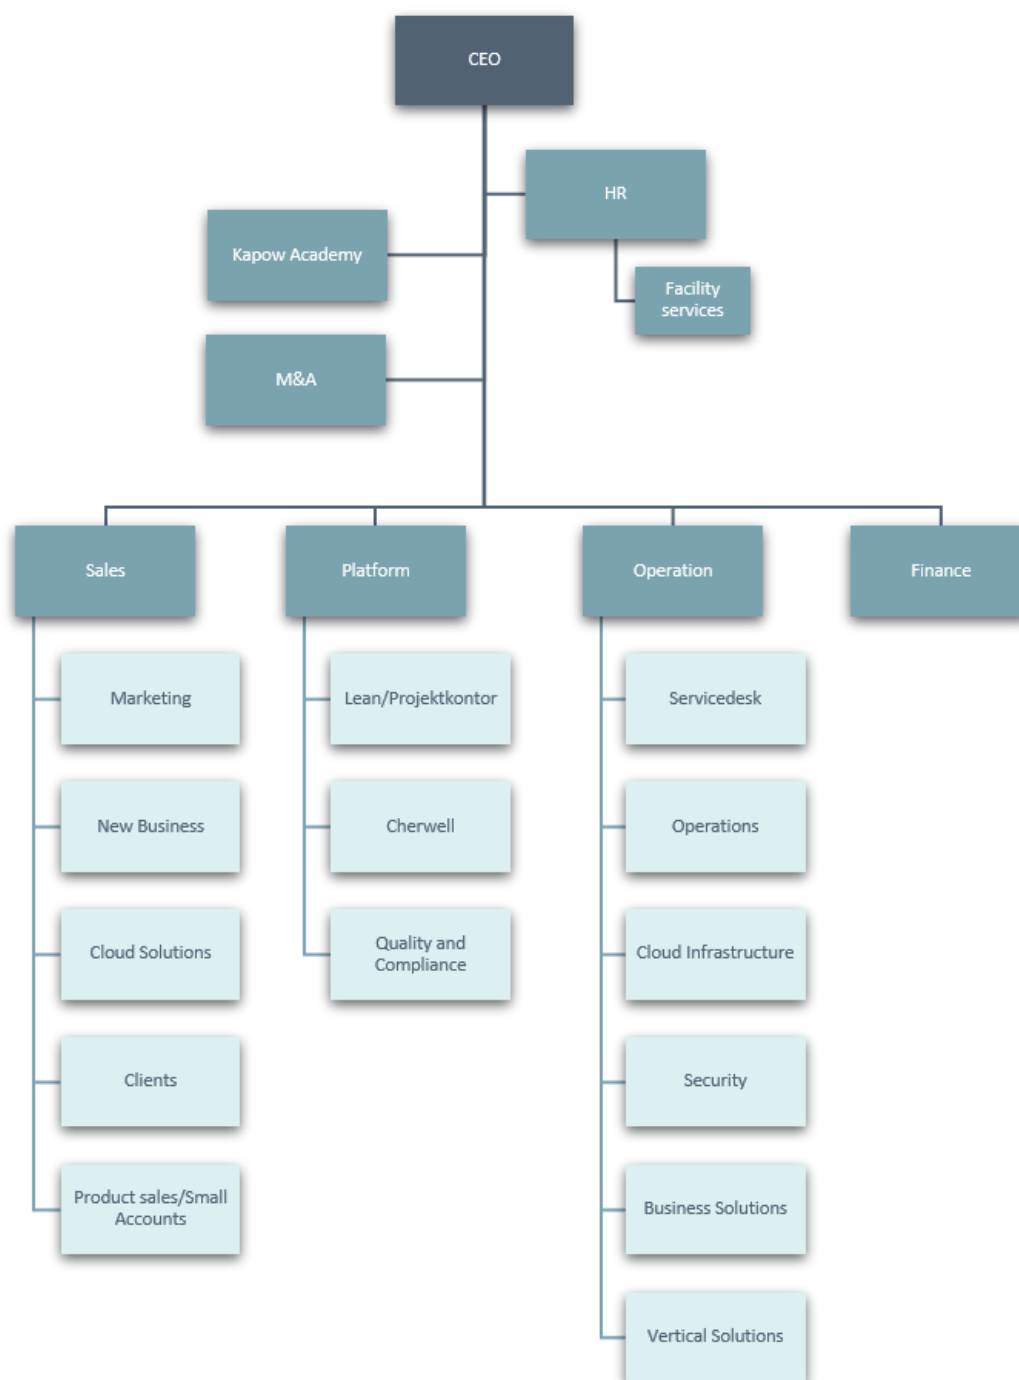 CEO
HR
Kapow Academy
Facility
services
M&A
Sales
Platform
Operation
Finance
Marketing
Lean/Projektkontor
Servicedesk
New Business
Cherwell
Operations
Cloud Solutions
Quality and
Compliance
Cloud Infrastructure
Clients
Security
Product sales/Small
Accounts
Business Solutions
Vertical Solutions